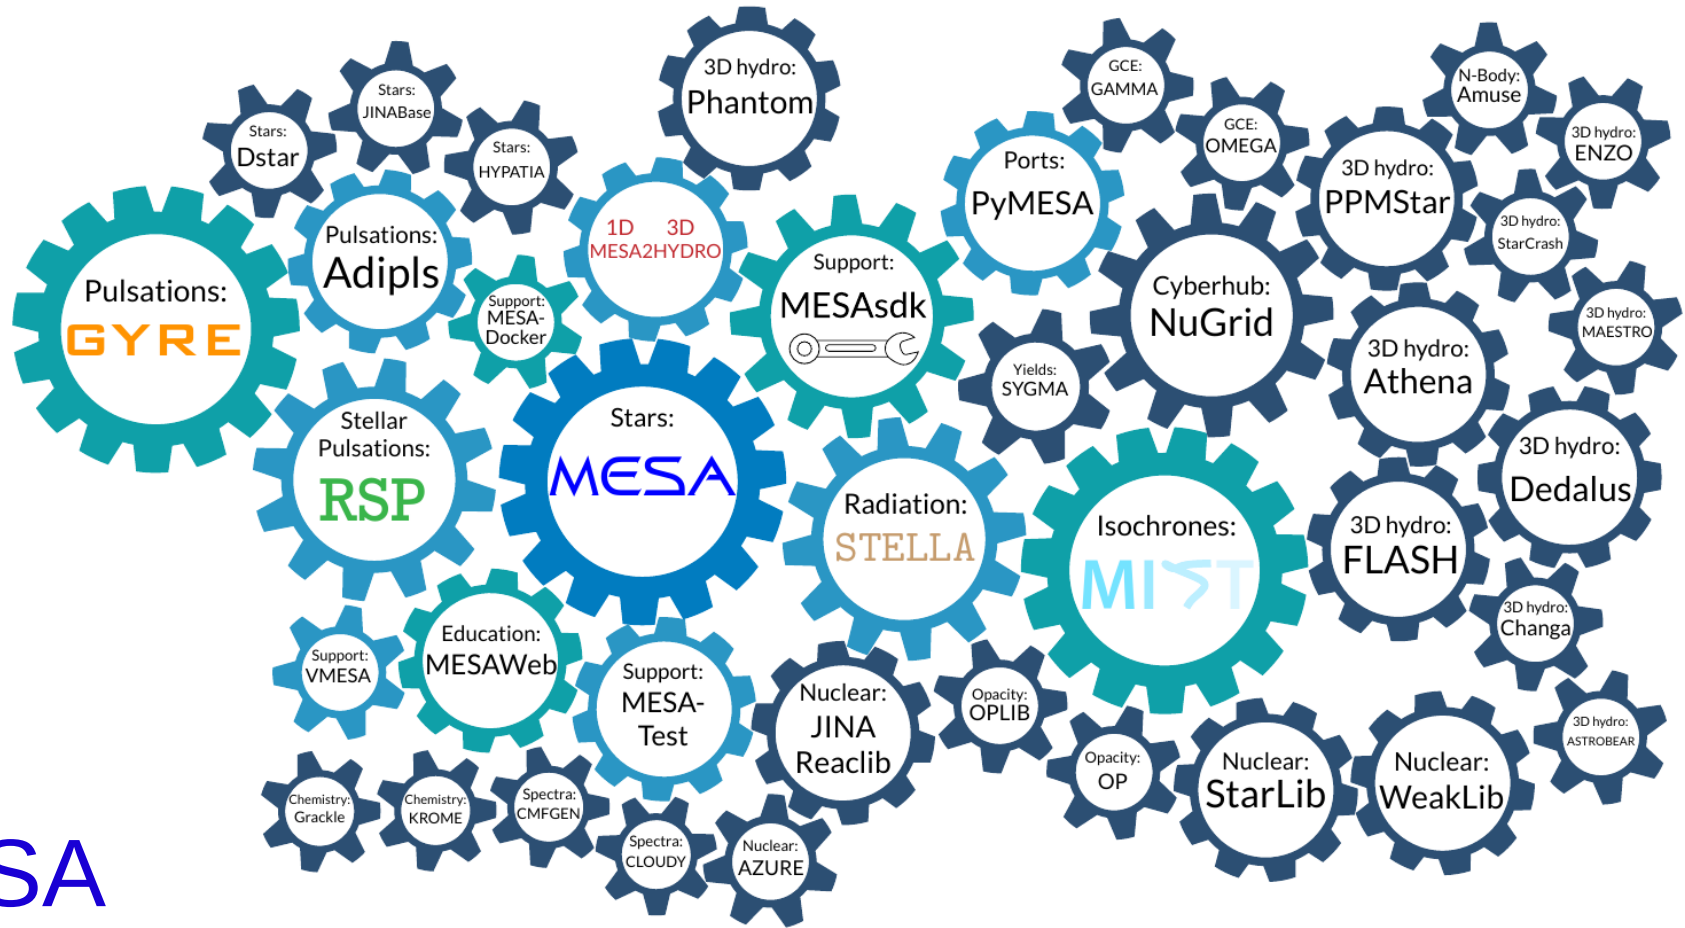 Stars:
Dstar
Stars:
JINABase
Stars:
HYPATIA
3D hydro:
Phantom
GCE:
GAMMA
GCE:
OMEGA
N-Body:
Amuse
3D hydro:
ENZO
Ports:
PyMESA
3D hydro:
PPMStar
3D hydro:
StarCrash
Pulsations:
GYRE
Pulsations:
Adipls
Support:
MESA-
Docker
1D 3D
MESA2HYDRO
Support:
MESAsdk
Cyberhub:
NuGrid
3D hydro:
MAESTRO
Yields:
SYGMA
3D hydro:
Athena
Stellar
Pulsations:
RSP
Stars:
MESA
Radiation:
STELLA
Isochrones:
MIST
3D hydro:
FLASH
3D hydro:
Dedalus
3D hydro:
Changa
Support:
VMESA
Education:
MESAWeb
Support:
MESA-
Test
Nuclear:
JINA
Reaclib
Opacity:
OPLIB
Opacity:
OP
Nuclear:
StarLib
Nuclear:
WeakLib
3D hydro:
ASTROBEAR
Chemistry:
Grackle
Chemistry:
KROME
Spectra:
CMFGEN
Spectra:
CLOUDY
Nuclear:
AZURE
SA